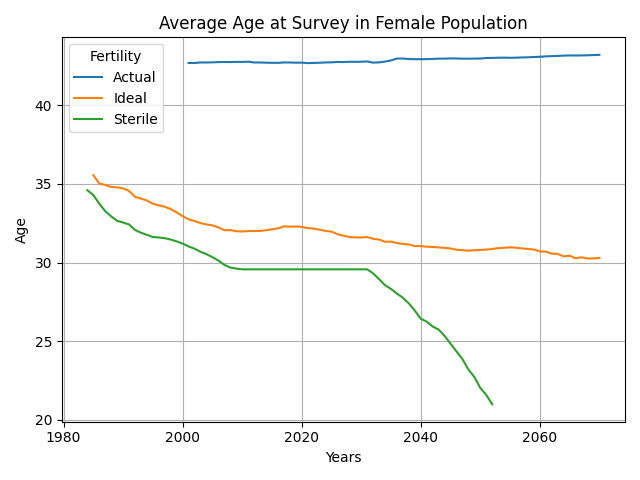 Average Age at Survey in Female Population
Fertility
Actual
Ideal
Sterile
Age
40
35
30
25
20
1980
2000
2020
2040
2060
Years